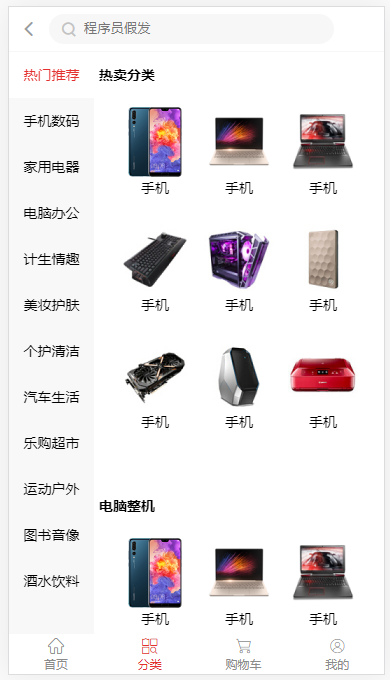 程序员假发
热门推荐
手机数码
家用电器
电脑办公
计生情趣
美妆护肤
个护清洁
汽车生活
乐购超市
运动户外
图书音像
酒水饮料
热卖分类
手机 手机 手机
手机 手机 手机
手机 手机 手机
电脑整机
手机 手机 手机
首页 分类 购物车 我的